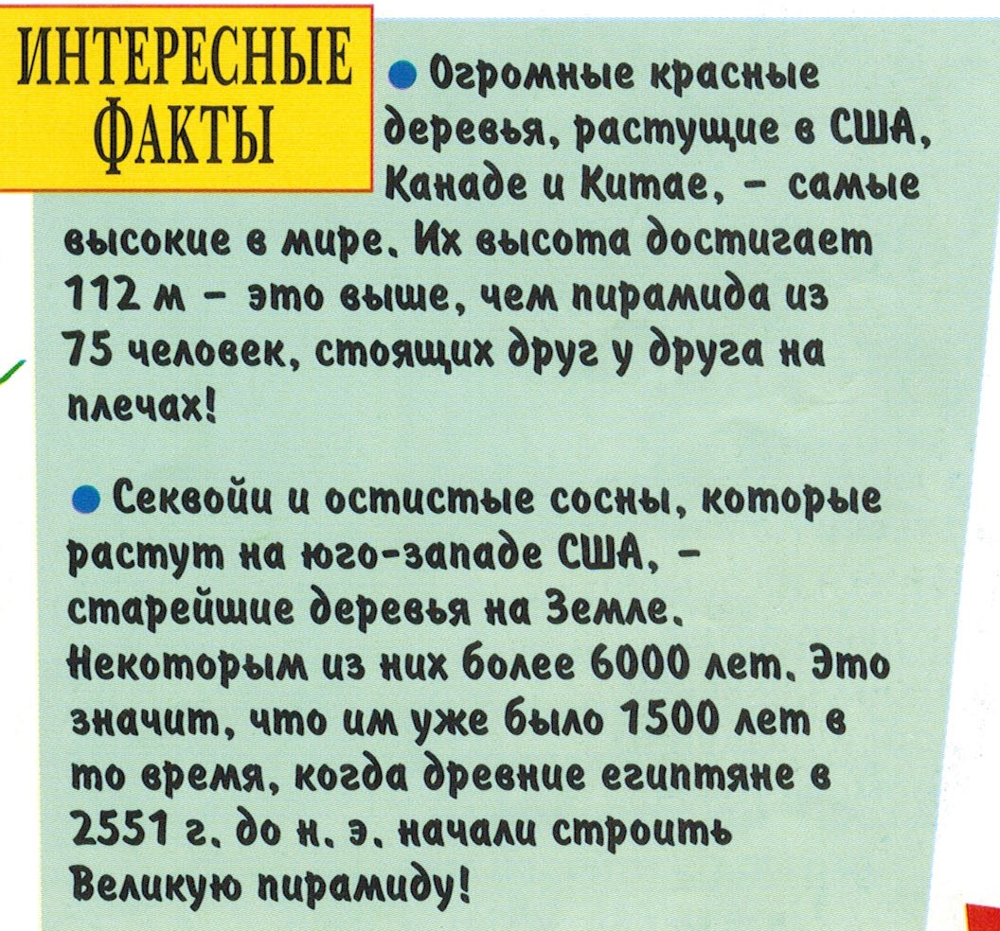 ИНТЕРЕСНЫЕ
ФАКТЫ
● Огромные красные
деревья, растущие в США,
Канаде и Китае, – самые
высокие в мире. Их высота достигает
112 м – это выше, чем пирамида из
75 человек, стоящих друг у друга на
плечах!
● Секвойи и остистые сосны, которые
растут на юго-западе США, –
старейшие деревья на Земле.
Некоторым из них более 6000 лет. Это
значит, что им уже было 1500 лет в
то время, когда древние египтяне в
2551 г. до н. э. начали строить
Великую пирамиду!